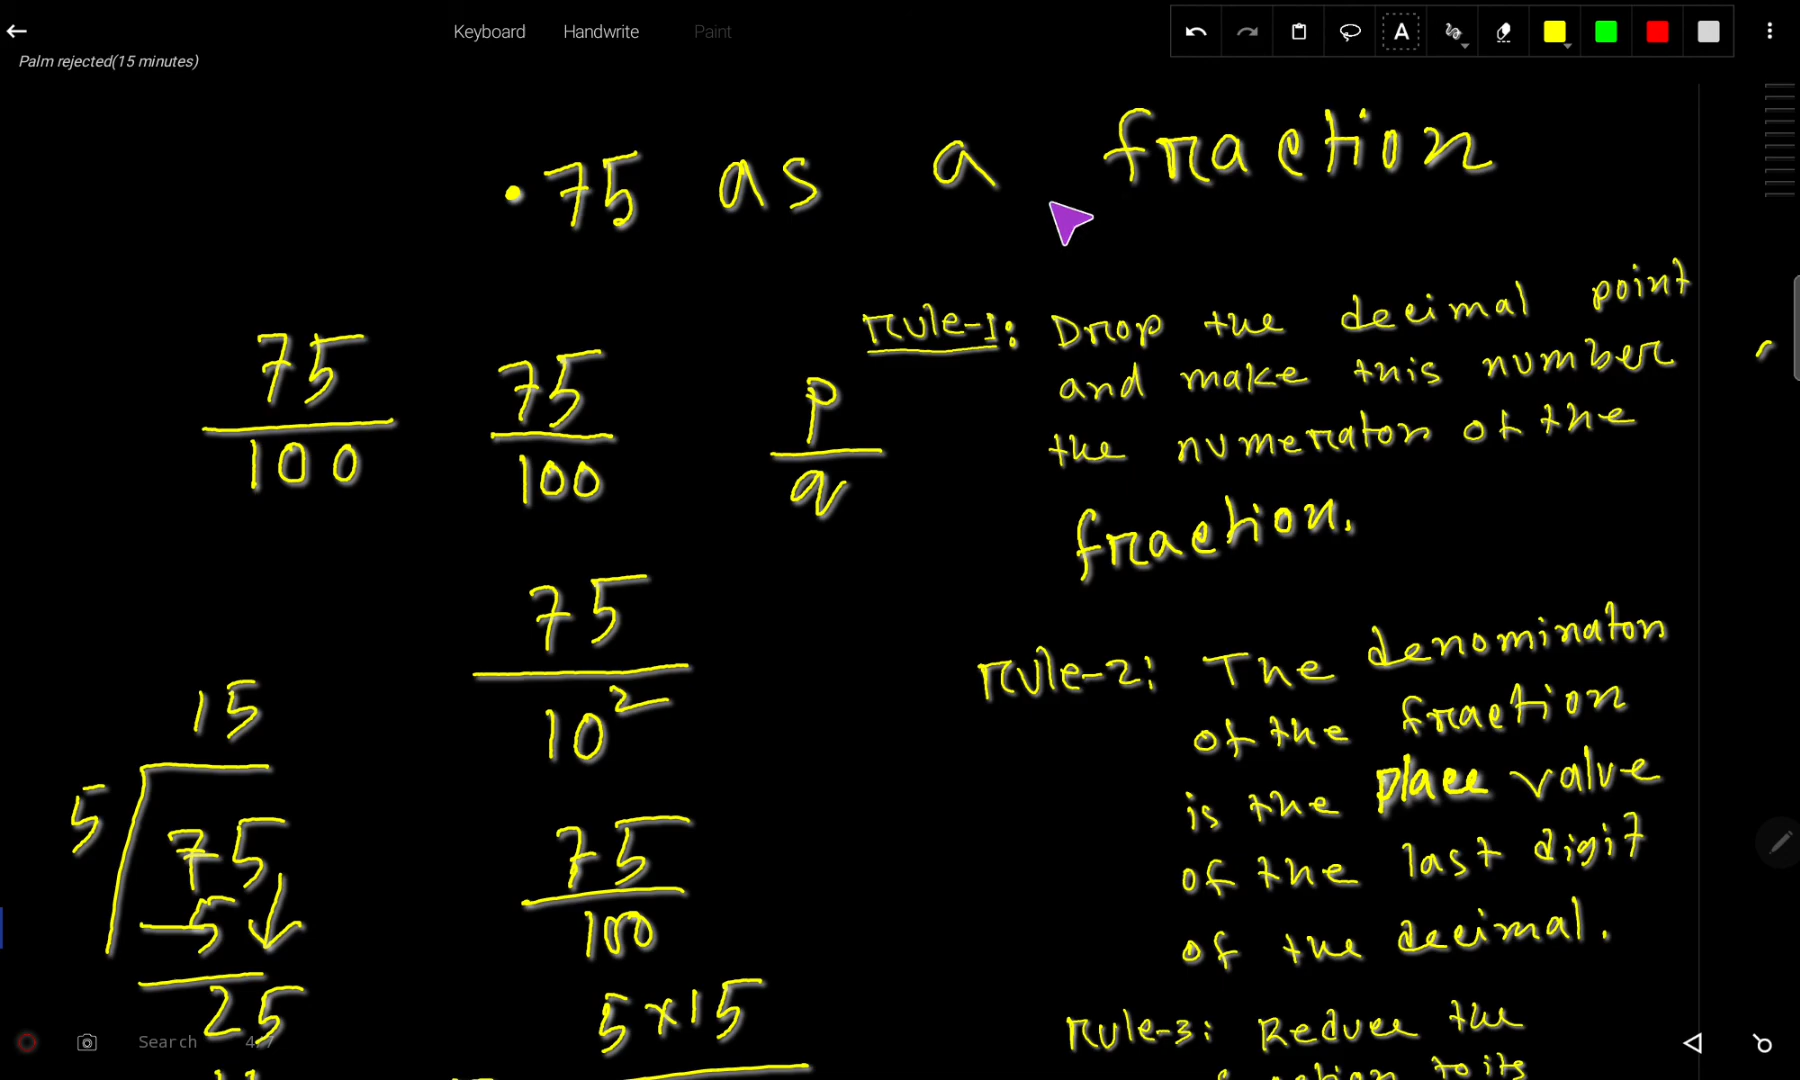 Keyboard Handwrite Paint
Palm rejected(15 minutes)
A
.75 as a fraction
75
100
75
100
p
q
Rule-1: Drop the decimal point
and make this number
the numerator of the
fraction.
75
10²
15
5
75
-5
25
75
100
5×15
Rule-2: The denominator
of the fraction
is the place value
of the last digit
of the decimal.
Rule-3: Reduce the
to its
Search